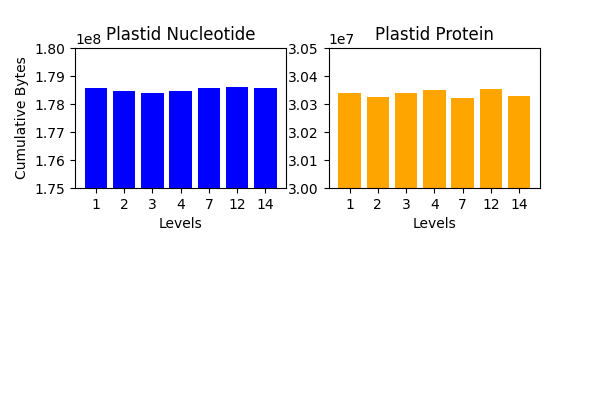 Plastid Nucleotide
1e8
1.80
1.79
1.78
1.77
1.76
1.75
Cumulative Bytes
1 2 3 4 7 12 14
Levels
Plastid Protein
1e7
3.05
3.04
3.03
3.02
3.01
3.00
1 2 3 4 7 12 14
Levels